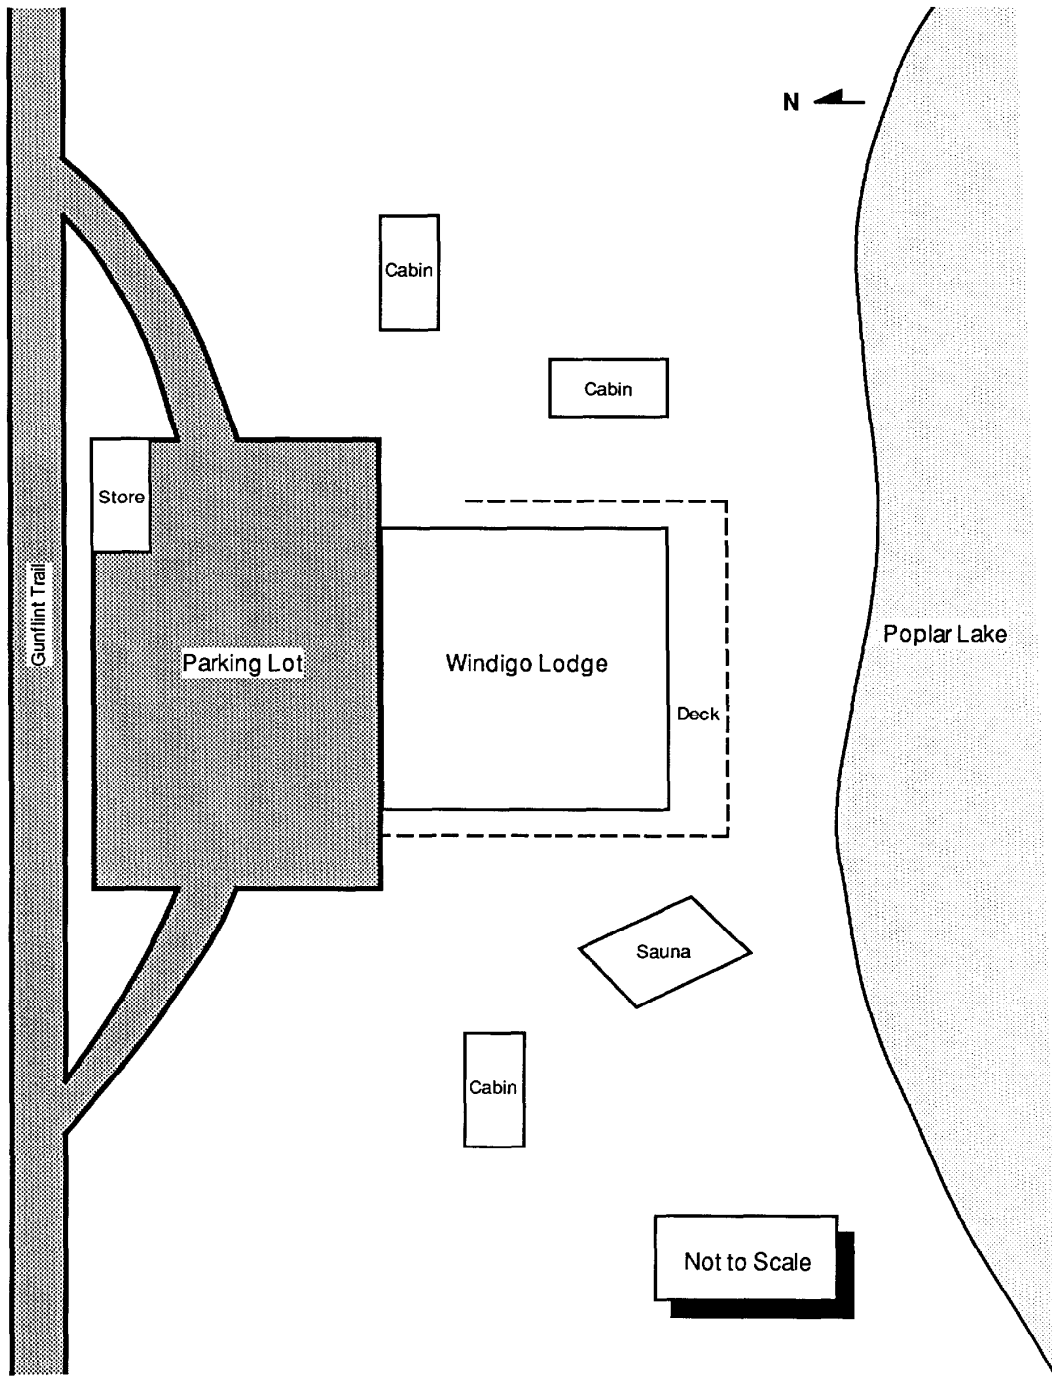 N
Cabin
Cabin
Store
Gunflint Trail
Parking Lot
Windigo Lodge
Poplar Lake
Deck
Sauna
Cabin
Not to Scale